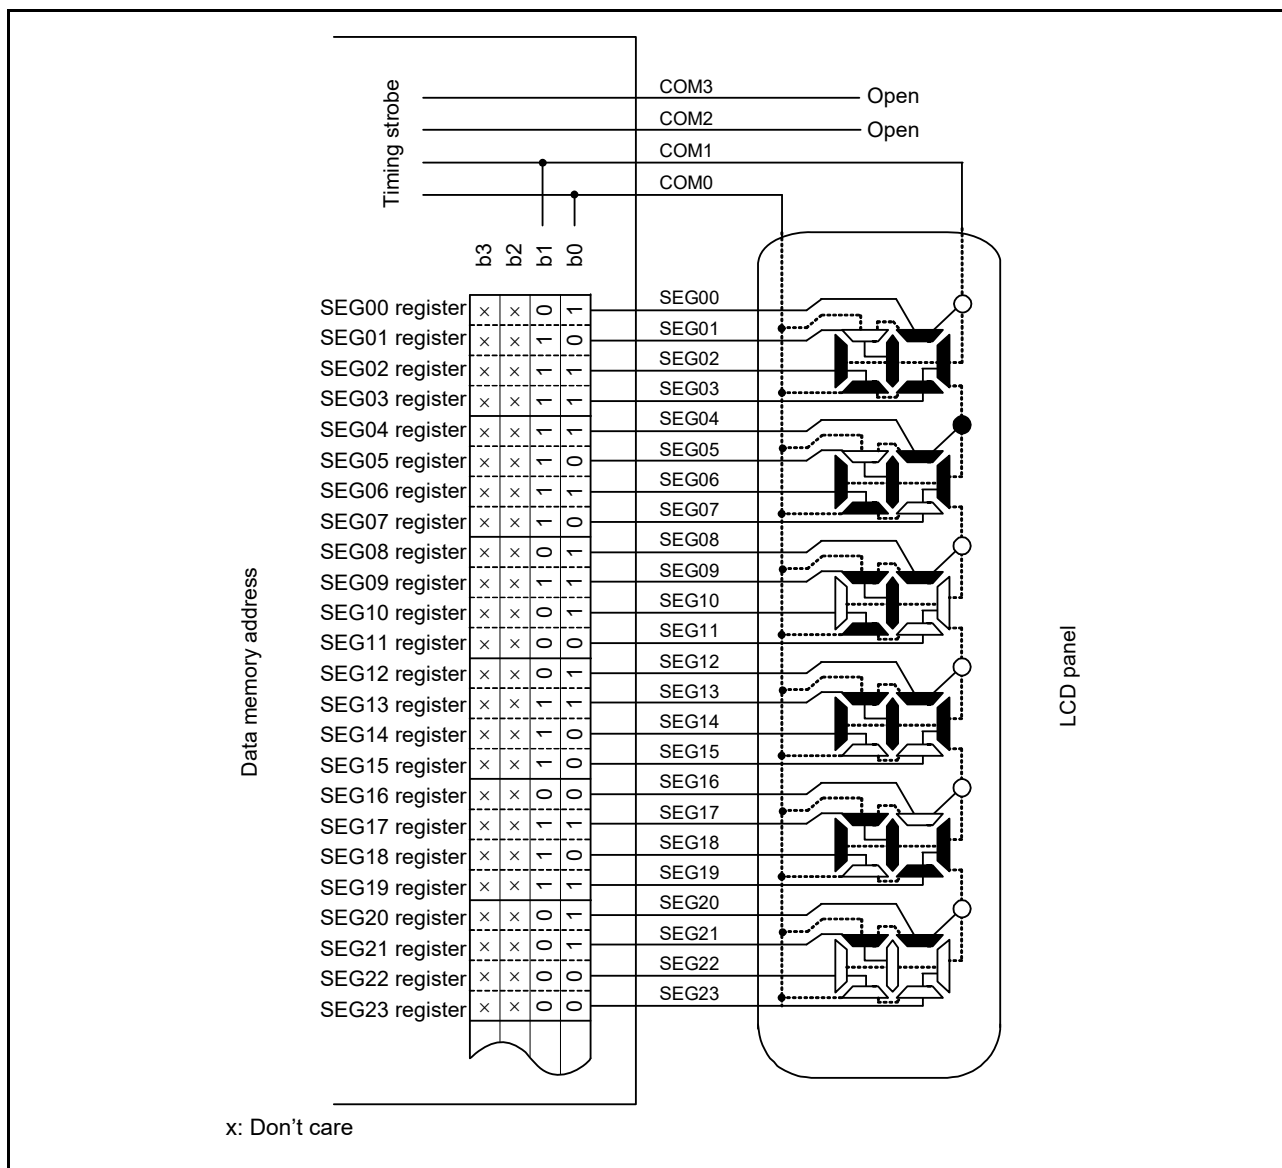 COM3
Open
COM2
Open
COM1
COM0
Timing strobe
b3 b2 b1 b0
SEG00 register × × 0 1 SEG00
SEG01 register × × 1 0 SEG01
SEG02 register × × 1 1 SEG02
SEG03 register × × 1 1 SEG03
SEG04 register × × 1 1 SEG04
SEG05 register × × 1 0 SEG05
SEG06 register × × 1 1 SEG06
SEG07 register × × 1 0 SEG07
SEG08 register × × 0 1 SEG08
SEG09 register × × 1 1 SEG09
SEG10 register × × 0 1 SEG10
SEG11 register × × 0 0 SEG11
SEG12 register × × 0 1 SEG12
SEG13 register × × 1 1 SEG13
SEG14 register × × 1 0 SEG14
SEG15 register × × 1 0 SEG15
SEG16 register × × 0 0 SEG16
SEG17 register × × 1 1 SEG17
SEG18 register × × 1 0 SEG18
SEG19 register × × 1 1 SEG19
SEG20 register × × 0 1 SEG20
SEG21 register × × 0 1 SEG21
SEG22 register × × 0 0 SEG22
SEG23 register × × 0 0 SEG23
Data memory address
LCD panel
x: Don't care